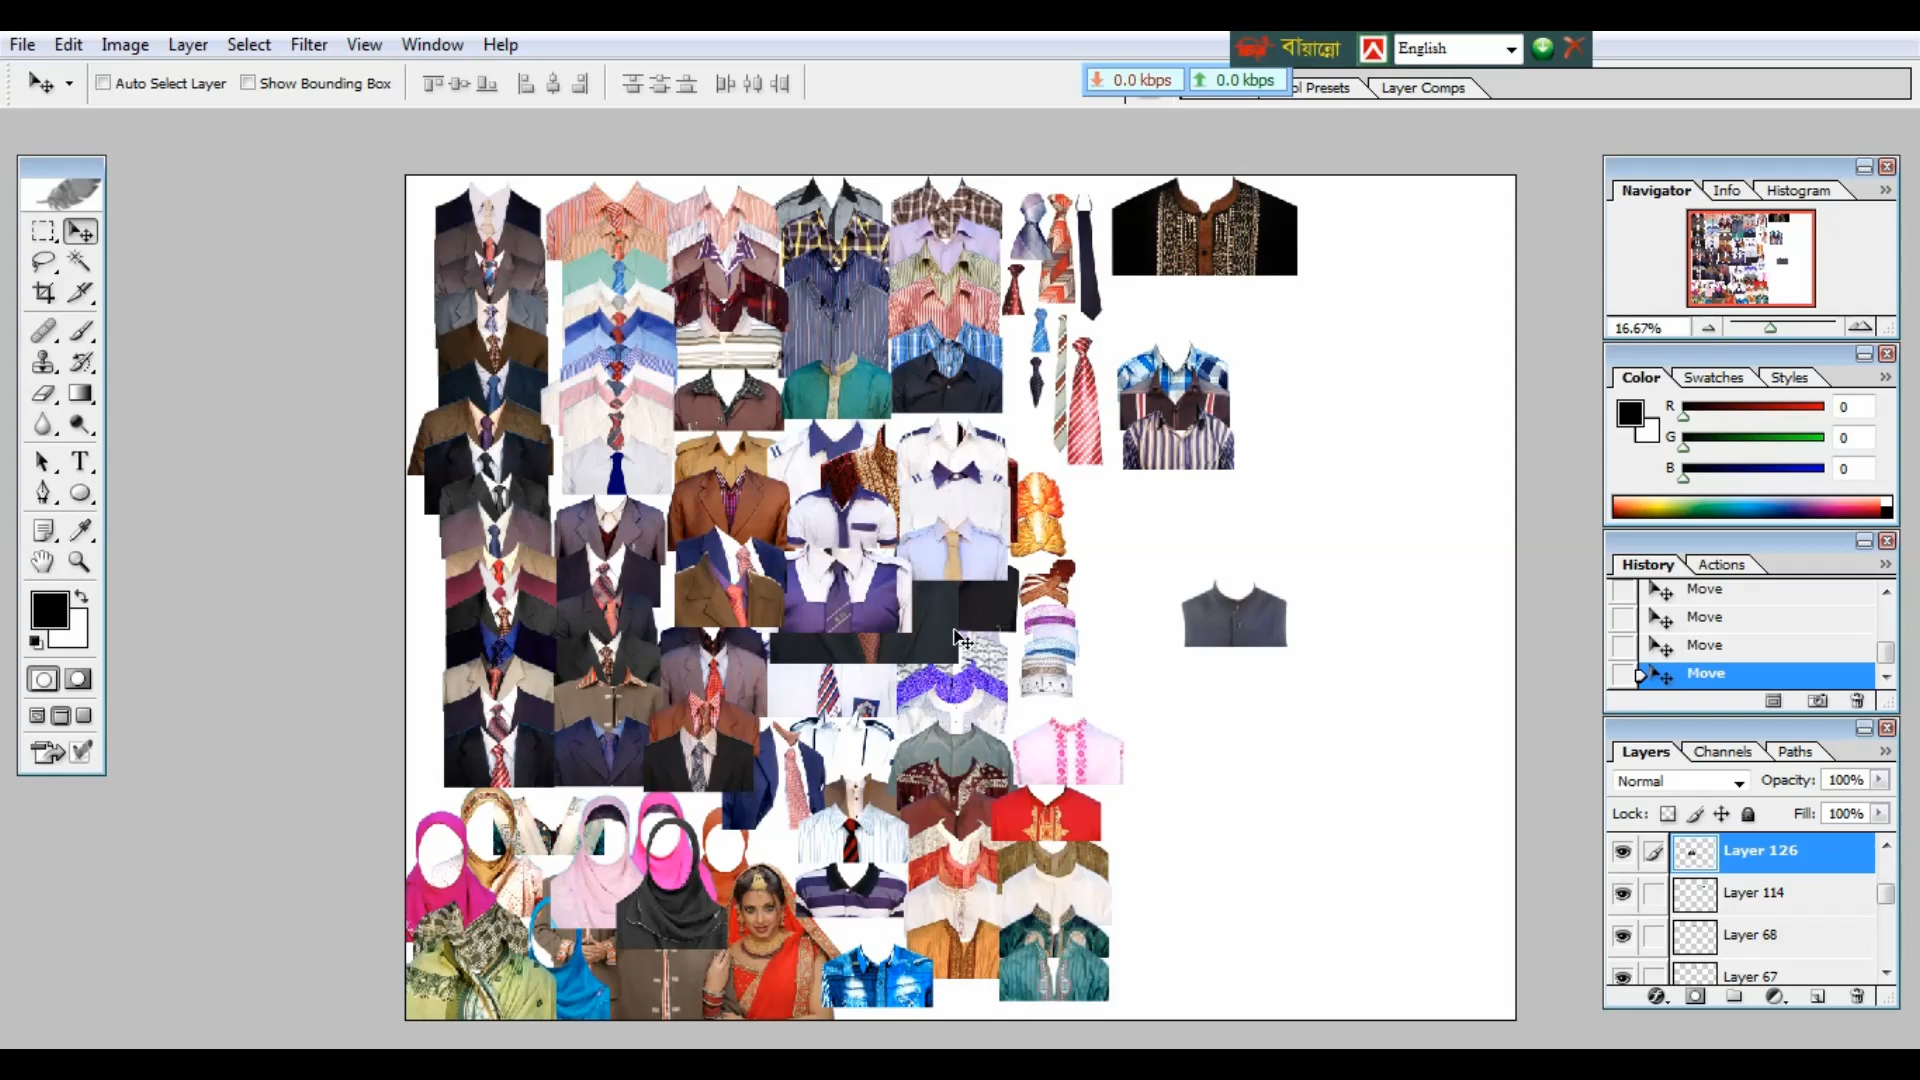 File Edit Image Layer Select Filter View Window Help
বায়ান্নো English
Auto Select Layer Show Bounding Box
0.0 kbps 0.0 kbps
ol Presets Layer Comps
Navigator Info Histogram
16.67%
Color Swatches Styles
R 0
G 0
B 0
History Actions
Move
Move
Move
Move
Layers Channels Paths
Normal Opacity: 100%
Lock: Fill: 100%
Layer 126
Layer 114
Layer 68
Layer 67